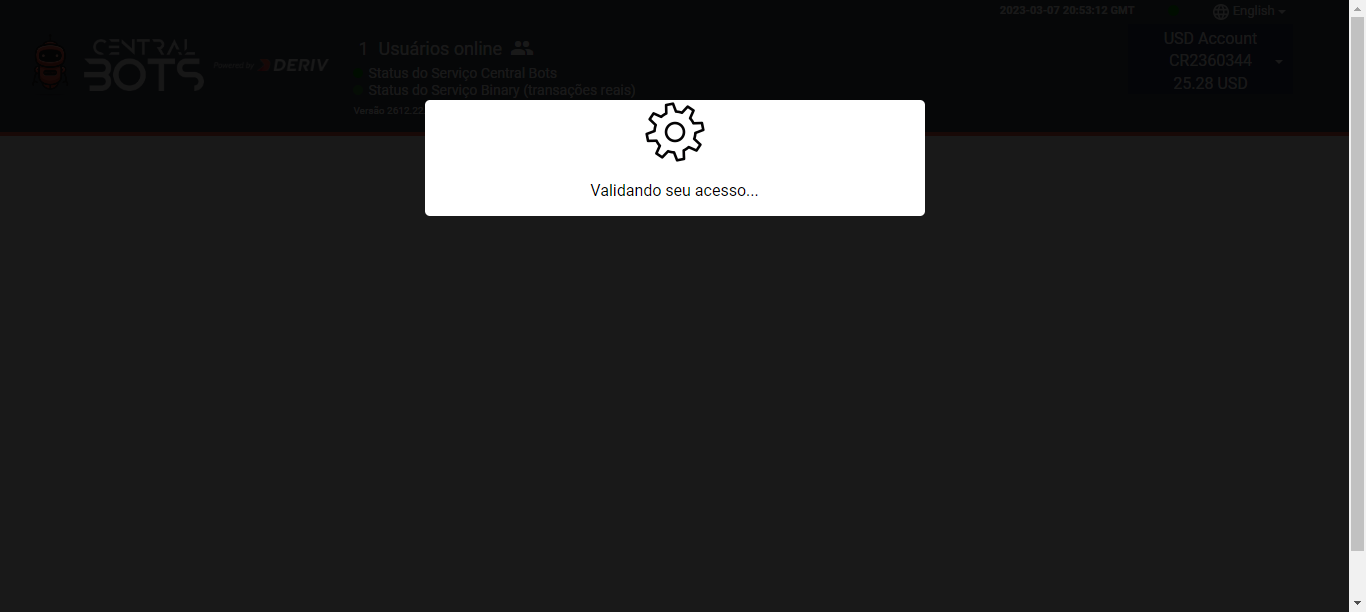 2023-03-07 20:53:12 GMT
English
CENTRAL
BOTS
Powered by DERIV
1 Usuários online
Status do Serviço Central Bots
Status do Serviço Binary (transações reais)
Versão 2612.22
USD Account
CR2360344
25.28 USD
Validando seu acesso...